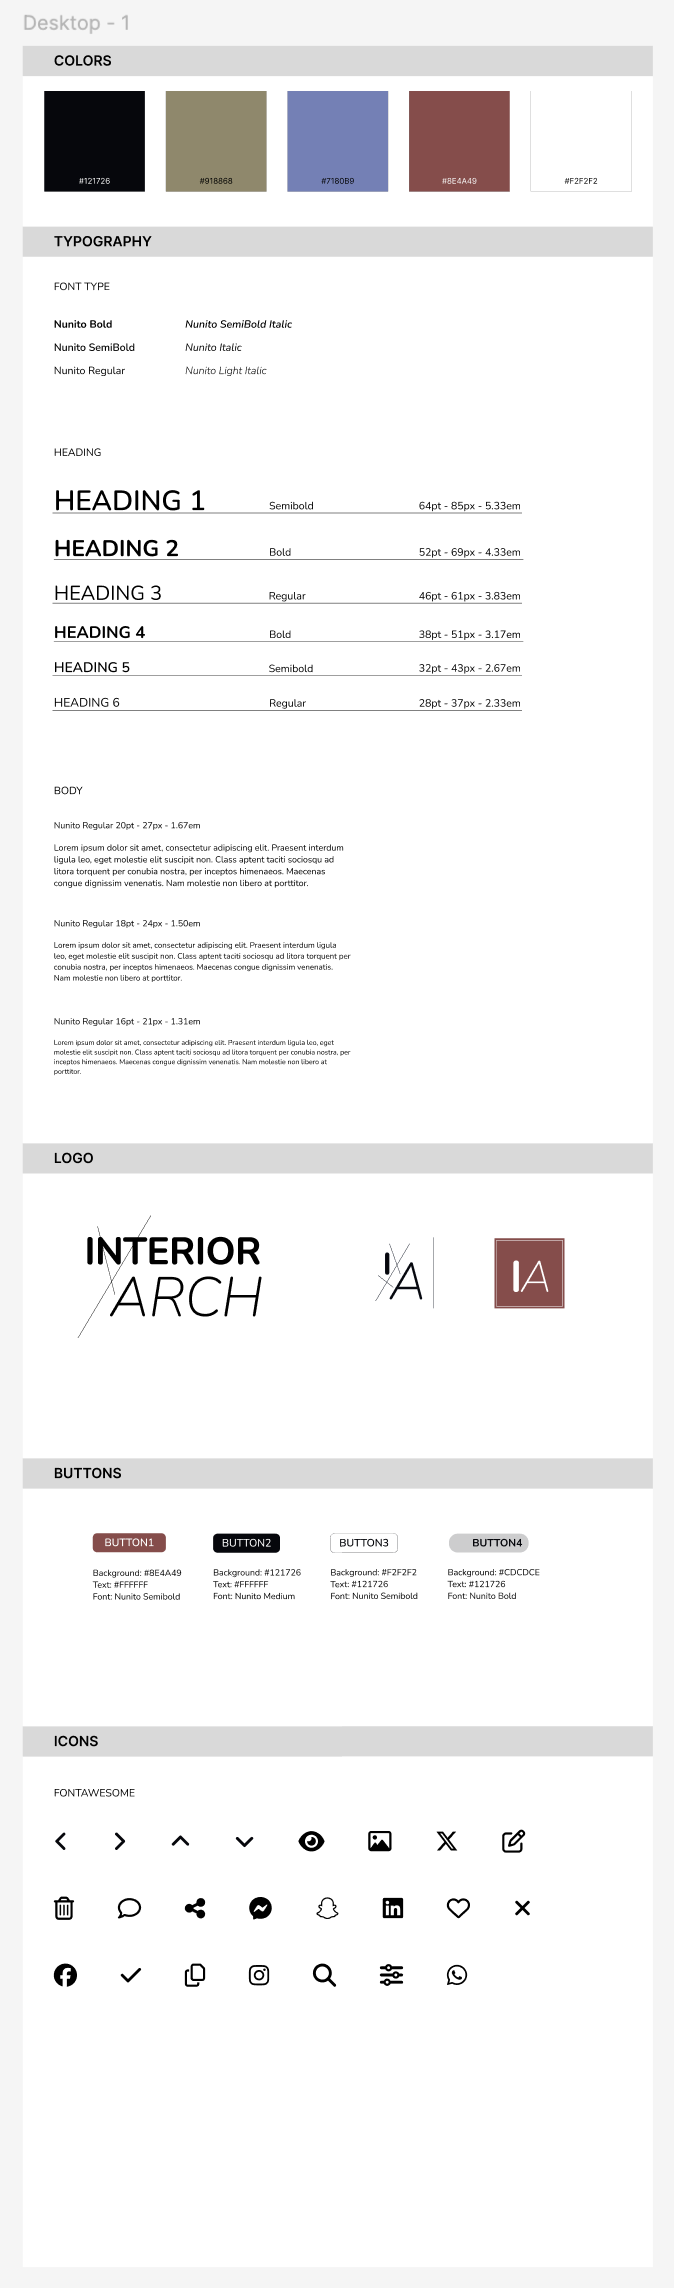 Desktop - 1
COLORS
#121726
#918868
#7180B9
#8E4A49
#F2F2F2
TYPOGRAPHY
FONT TYPE
Nunito Bold
Nunito SemiBold Italic
Nunito SemiBold
Nunito Italic
Nunito Regular
Nunito Light Italic
HEADING
HEADING 1 Semibold 64pt - 85px - 5.33em
HEADING 2 Bold 52pt - 69px - 4.33em
HEADING 3 Regular 46pt - 61px - 3.83em
HEADING 4 Bold 38pt - 51px - 3.17em
HEADING 5 Semibold 32pt - 43px - 2.67em
HEADING 6 Regular 28pt - 37px - 2.33em
BODY
Nunito Regular 20pt - 27px - 1.67em
Lorem ipsum dolor sit amet, consectetur adipiscing elit. Praesent interdum
ligula leo, eget molestie elit suscipit non. Class aptent taciti sociosqu ad
litora torquent per conubia nostra, per inceptos himenaeos. Maecenas
congue dignissim venenatis. Nam molestie non libero at porttitor.
Nunito Regular 18pt - 24px - 1.50em
Lorem ipsum dolor sit amet, consectetur adipiscing elit. Praesent interdum ligula
leo, eget molestie elit suscipit non. Class aptent taciti sociosqu ad litora torquent per
conubia nostra, per inceptos himenaeos. Maecenas congue dignissim venenatis.
Nam molestie non libero at porttitor.
Nunito Regular 16pt - 21px - 1.31em
Lorem ipsum dolor sit amet, consectetur adipiscing elit. Praesent interdum ligula leo, eget
molestie elit suscipit non. Class aptent taciti sociosqu ad litora torquent per conubia nostra, per
inceptos himenaeos. Maecenas congue dignissim venenatis. Nam molestie non libero at
porttitor.
LOGO
INTERIOR
ARCH
IA
IA
BUTTONS
BUTTON1
Background: #8E4A49
Text: #FFFFFF
Font: Nunito Semibold
BUTTON2
Background: #121726
Text: #FFFFFF
Font: Nunito Medium
BUTTON3
Background: #F2F2F2
Text: #121726
Font: Nunito Semibold
BUTTON4
Background: #CDCDCE
Text: #121726
Font: Nunito Bold
ICONS
FONTAWESOME